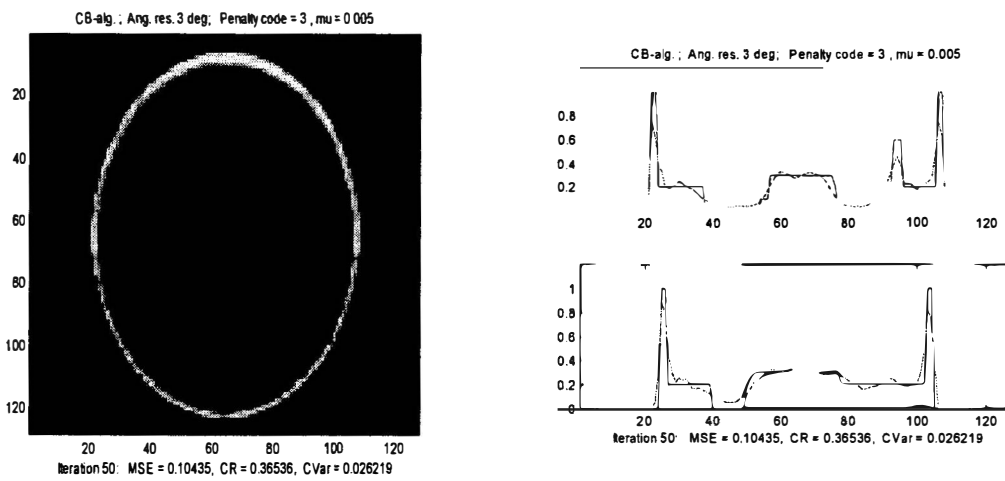 CB-alg.; Ang. res. 3 deg; Penalty code = 3 , mu = 0.005
20
40
60
80
100
120
20 40 60 80 100 120
Iteration 50: MSE = 0.10435, CR = 0.36536, CVar = 0.026219
CB-alg.; Ang. res. 3 deg; Penalty code = 3 , mu = 0.005
0.8
0.6
0.4
0.2
20 40 60 80 100 120
1
0.8
0.6
0.4
0.2
0
20 40 60 80 100 120
Iteration 50: MSE = 0.10435, CR = 0.36536, CVar = 0.026219